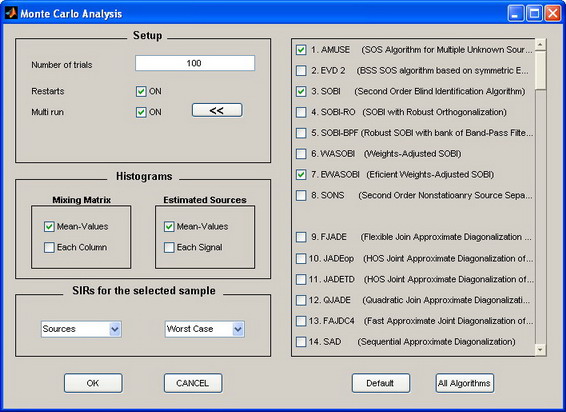 Monte Carlo Analysis
Setup
Number of trials
100
Restarts
ON
Multi run
ON
<<
Histograms
Mixing Matrix
Mean-Values
Each Column
Estimated Sources
Mean-Values
Each Signal
SIRs for the selected sample
Sources
Worst Case
OK
CANCEL
1. AMUSE (SOS Algorithm for Multiple Unknown Sour...
2. EVD 2 (BSS SOS algorithm based on symmetric E...
3. SOBI (Second Order Blind Identification Algorithm)
4. SOBI-RO (SOBI with Robust Orthogonalization)
5. SOBI-BPF (Robust SOBI with bank of Band-Pass Filte...
6. WASOBI (Weights-Adjusted SOBI)
7. EWASOBI (Eficient Weights-Adjusted SOBI)
8. SONS (Second Order Nonstatioanry Source Sepa...
9. FJADE (Flexible Join Approximate Diagonalization ...
10. JADEop (HOS Joint Approximate Diagonalization of...
11. JADETD (HOS Joint Approximate Diagonalization of...
12. QJADE (Quadratic Join Approximate Diagonalizati...
13. FAJDC4 (Fast Approximate Joint Diagonalization of...
14. SAD (Sequential Approximate Diagonalization)
Default
All Algorithms